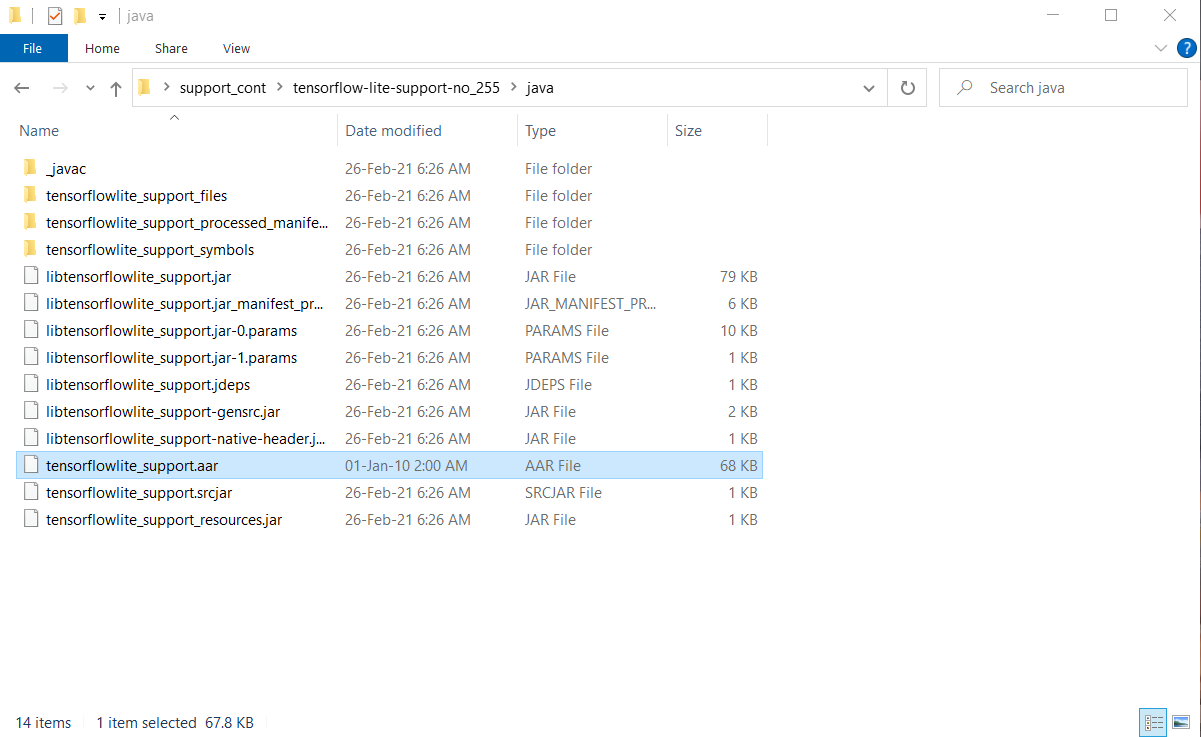 java
File Home Share View ?
support_cont tensorflow-lite-support-no_255 java Search java
Name Date modified Type Size
_javac 26-Feb-21 6:26 AM File folder
tensorflowlite_support_files 26-Feb-21 6:26 AM File folder
tensorflowlite_support_processed_manife... 26-Feb-21 6:26 AM File folder
tensorflowlite_support_symbols 26-Feb-21 6:26 AM File folder
libtensorflowlite_support.jar 26-Feb-21 6:26 AM JAR File 79 KB
libtensorflowlite_support.jar_manifest_pr... 26-Feb-21 6:26 AM JAR_MANIFEST_PR... 6 KB
libtensorflowlite_support.jar-0.params 26-Feb-21 6:26 AM PARAMS File 10 KB
libtensorflowlite_support.jar-1.params 26-Feb-21 6:26 AM PARAMS File 1 KB
libtensorflowlite_support.jdeps 26-Feb-21 6:26 AM JDEPS File 1 KB
libtensorflowlite_support-gensrc.jar 26-Feb-21 6:26 AM JAR File 2 KB
libtensorflowlite_support-native-header.j... 26-Feb-21 6:26 AM JAR File 1 KB
tensorflowlite_support.aar 01-Jan-10 2:00 AM AAR File 68 KB
tensorflowlite_support.srcjar 26-Feb-21 6:26 AM SRCJAR File 1 KB
tensorflowlite_support_resources.jar 26-Feb-21 6:26 AM JAR File 1 KB
14 items 1 item selected 67.8 KB